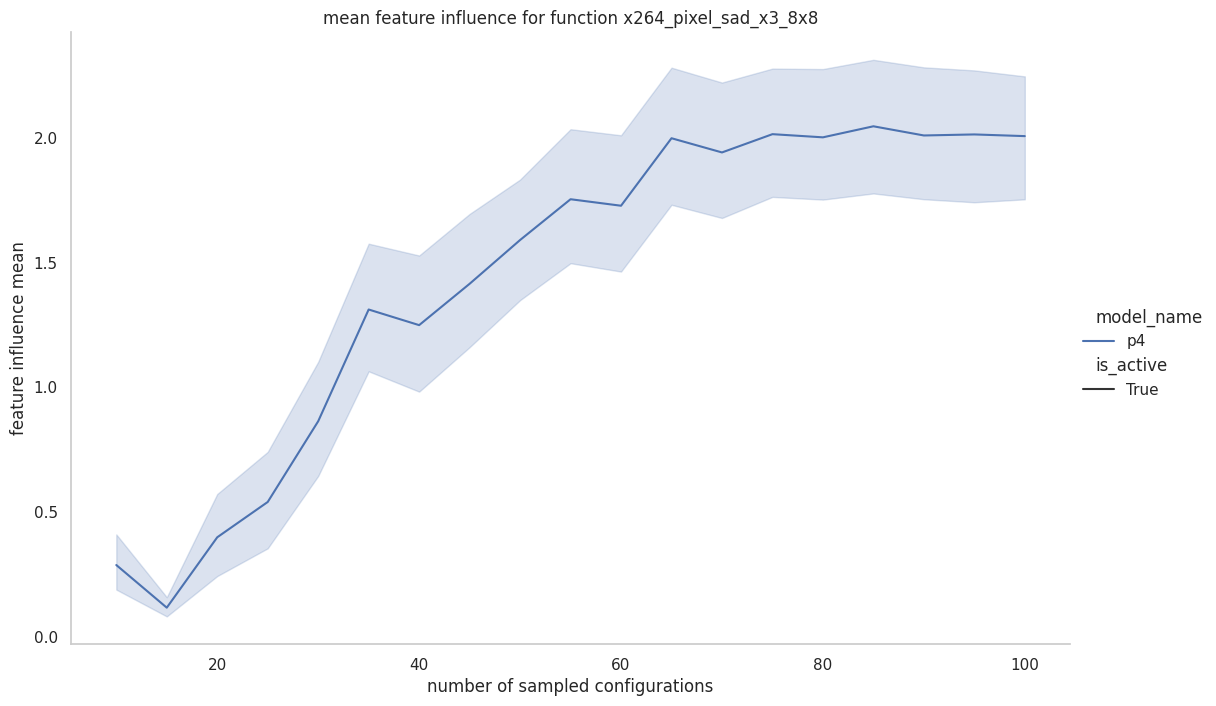 mean feature influence for function x264_pixel_sad_x3_8x8
feature influence mean
2.0
1.5
1.0
0.5
0.0
20
40
60
80
100
number of sampled configurations
model_name
p4
is_active
True